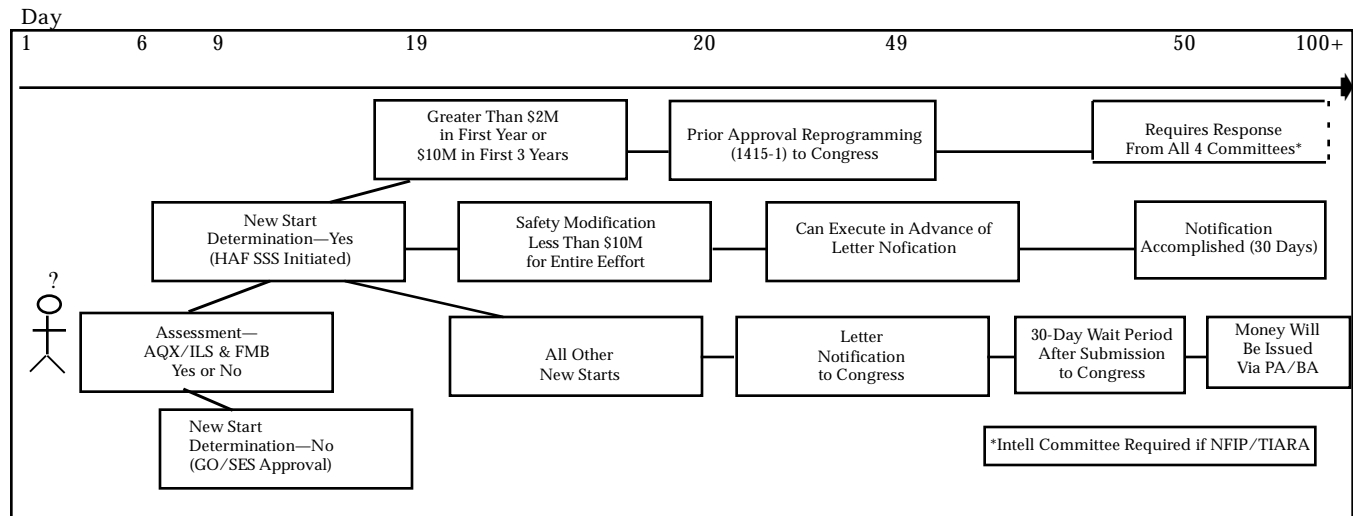 Day
1 6 9 19 20 49 50 100+
Greater Than $2M
in First Year or
$10M in First 3 Years
Prior Approval Reprogramming
(1415-1) to Congress
Requires Response
From All 4 Committees*
New Start
Determination—Yes
(HAF SSS Initiated)
Safety Modification
Less Than $10M
for Entire Eeffort
Can Execute in Advance of
Letter Nofication
Notification
Accomplished (30 Days)
?
Assessment—
AQX/ILS & FMB
Yes or No
All Other
New Starts
Letter
Notification
to Congress
30-Day Wait Period
After Submission
to Congress
Money Will
Be Issued
Via PA/BA
New Start
Determination—No
(GO/SES Approval)
*Intell Committee Required if NFIP/TIARA